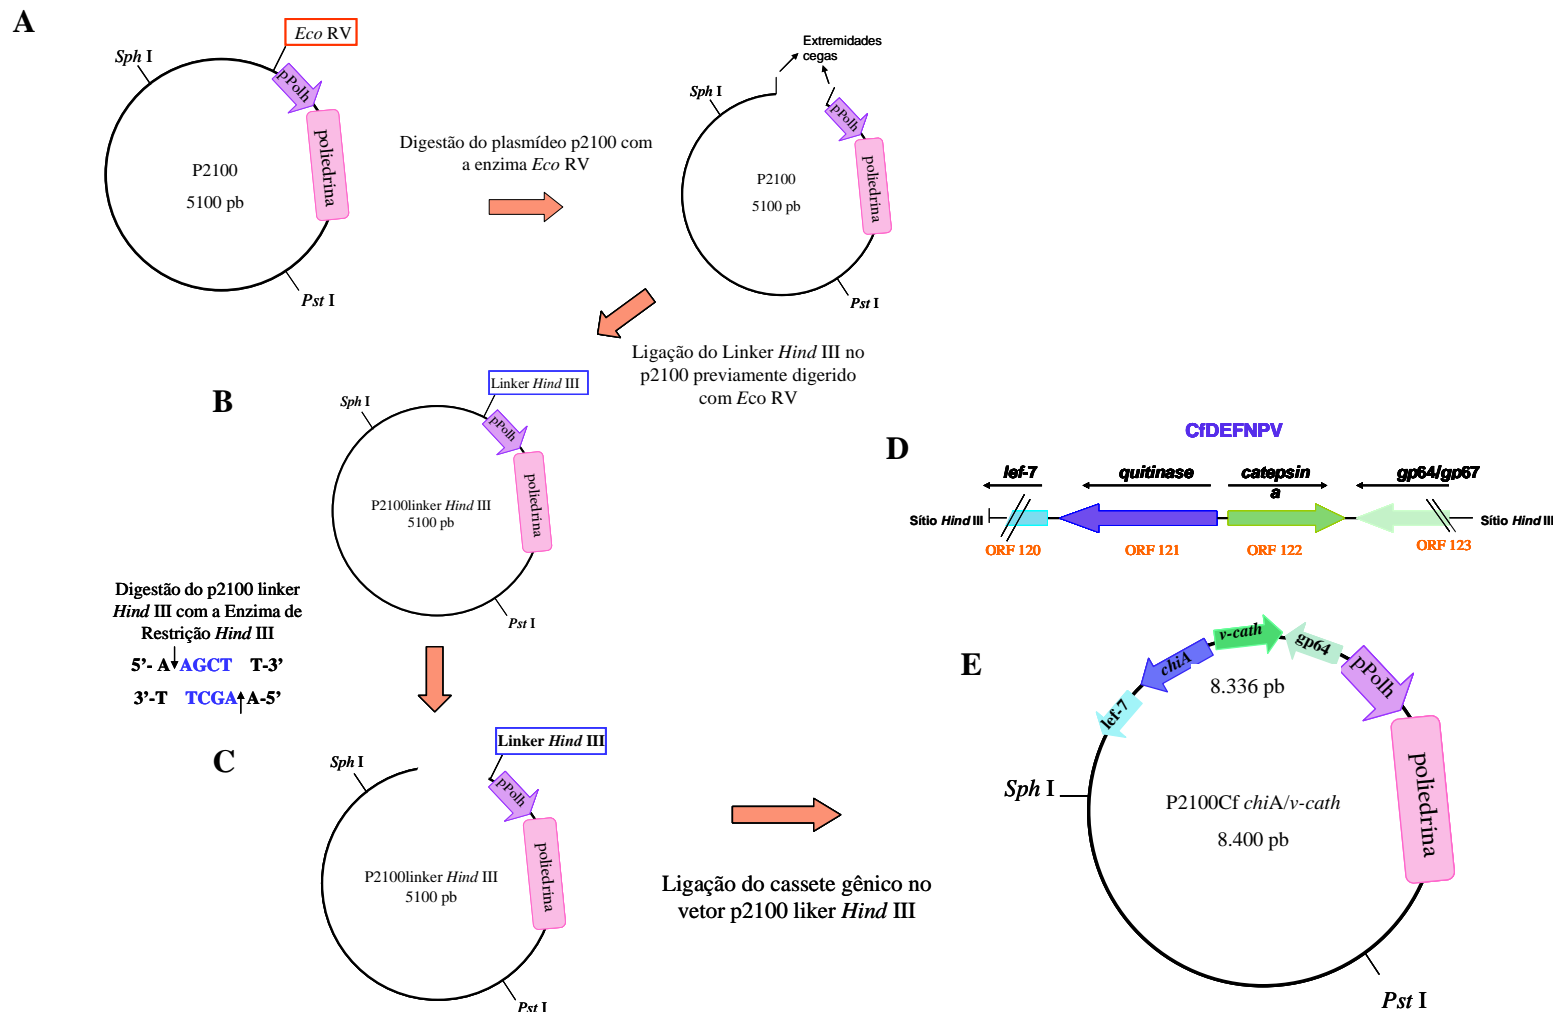 A
Eco RV
Sph I
pPolh
poliedrina
P2100
5100 pb
Pst I
Digestão do plasmídeo p2100 com
a enzima Eco RV
Extremidades
cegas
Sph I
pPolh
poliedrina
P2100
5100 pb
Pst I
Ligação do Linker Hind III no
p2100 previamente digerido
com Eco RV
B
Linker Hind III
Sph I
pPolh
poliedrina
P2100linker Hind III
5100 pb
Pst I
Digestão do p2100 linker
Hind III com a Enzima de
Restrição Hind III
5’- A AGCT T-3’
3’-T TCGA A-5’
C
Linker Hind III
Sph I
pPolh
poliedrina
P2100linker Hind III
5100 pb
Pst I
Ligação do cassete gênico no
vetor p2100 liker Hind III
D
CfDEFNPV
lef-7 quitinase catepsin gp64/gp67
a
Sítio Hind III Sítio Hind III
ORF 120 ORF 121 ORF 122 ORF 123
E
lef-7
chiA
v-cath
gp64
pPolh
poliedrina
8.336 pb
Sph I
P2100Cf chiA/v-cath
8.400 pb
Pst I